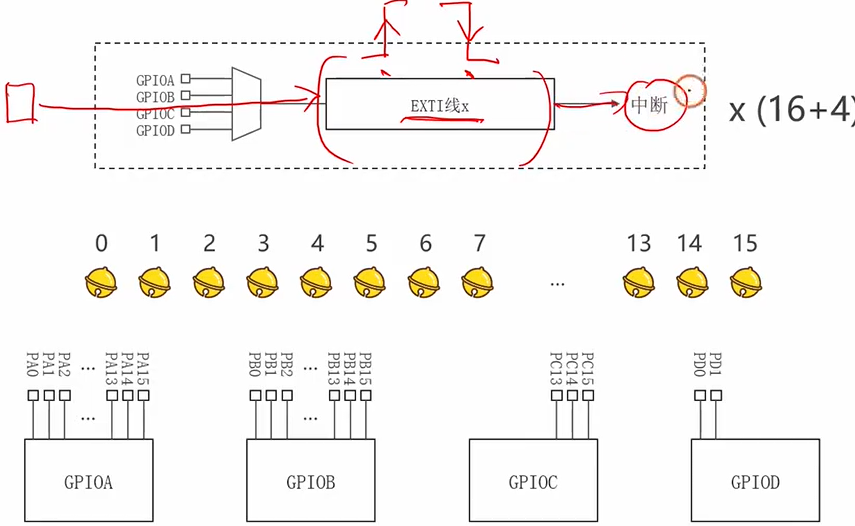 GPIOA
GPIOB
GPIOC
GPIOD
EXTI线x
中断
x (16+4)
0 1 2 3 4 5 6 7 ... 13 14 15
PA0 PA1 PA2 ... PA13 PA14 PA15
PB0 PB1 PB2 ... PB13 PB14 PB15
PC13 PC14 PC15
PD0 PD1
...
...
GPIOA
GPIOB
GPIOC
GPIOD